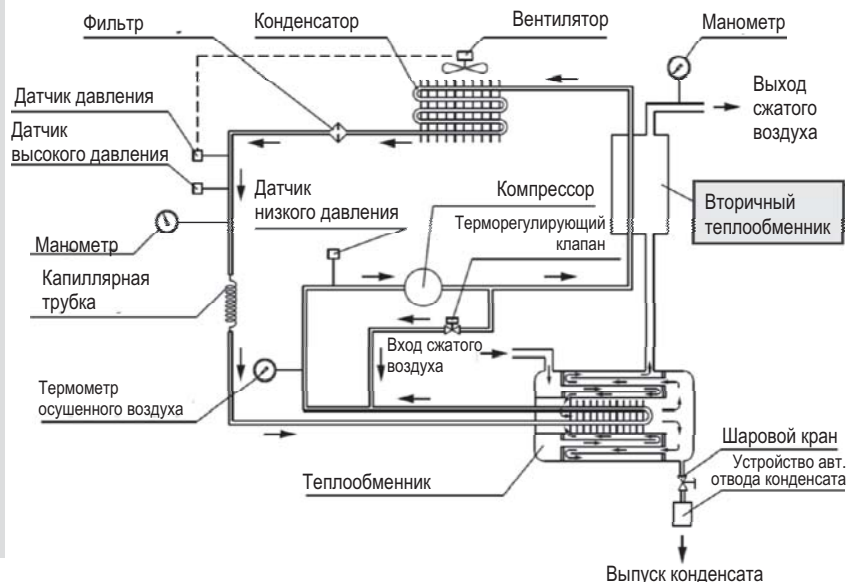 Фильтр
Конденсатор
Вентилятор
Манометр
Датчик давления
Датчик
высокого давления
Выход
сжатого
воздуха
Датчик
низкого давления
Компрессор
Терморегулирующий
клапан
Вторичный
теплообменник
Манометр
Капиллярная
трубка
Вход сжатого
воздуха
Термометр
осушенного воздуха
Теплообменник
Шаровой кран
Устройство авт.
отвода конденсата
Выпуск конденсата